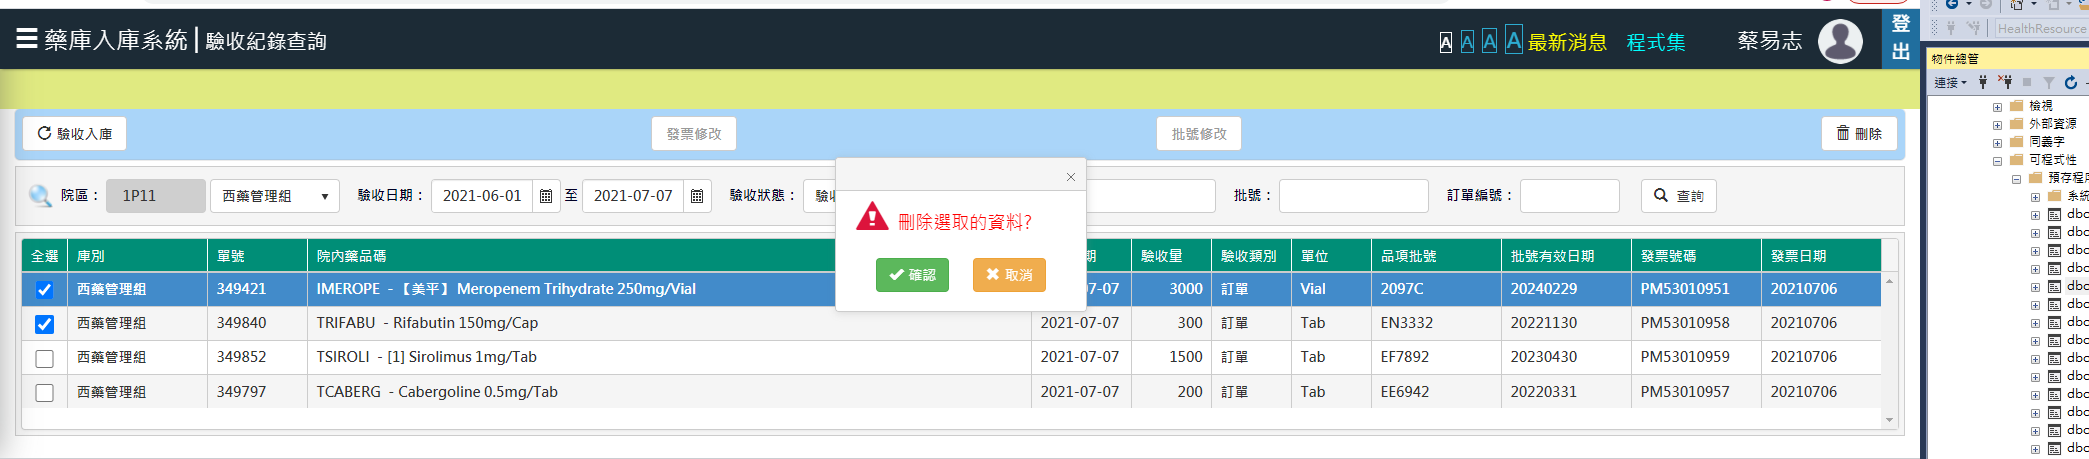 ☰ 藥庫入庫系統 | 驗收紀錄查詢
A A A A 最新消息 程式集 蔡易志 登出
驗收入庫 發票修改 批號修改 刪除
院區： 1P11 西藥管理組 驗收日期： 2021-06-01 至 2021-07-07 驗收狀態： 批號： 訂單編號： 查詢
×
刪除選取的資料?
確認 取消
全選 庫別 單號 院內藥品碼 期 驗收量 驗收類別 單位 品項批號 批號有效日期 發票號碼 發票日期
西藥管理組 349421 IMEROPE - 【美平】 Meropenem Trihydrate 250mg/Vial 7-07 3000 訂單 Vial 2097C 20240229 PM53010951 20210706
西藥管理組 349840 TRIFABU - Rifabutin 150mg/Cap 2021-07-07 300 訂單 Tab EN3332 20221130 PM53010958 20210706
西藥管理組 349852 TSIROLI - [1] Sirolimus 1mg/Tab 2021-07-07 1500 訂單 Tab EF7892 20230430 PM53010959 20210706
西藥管理組 349797 TCABERG - Cabergoline 0.5mg/Tab 2021-07-07 200 訂單 Tab EE6942 20220331 PM53010957 20210706
HealthResource
物件總管
連接
檢視
外部資源
同義字
可程式性
預存程序
系統
dbo
dbo
dbo
dbo
dbo
dbo
dbo
dbo
dbo
dbo
dbo
dbo
dbo
dbo